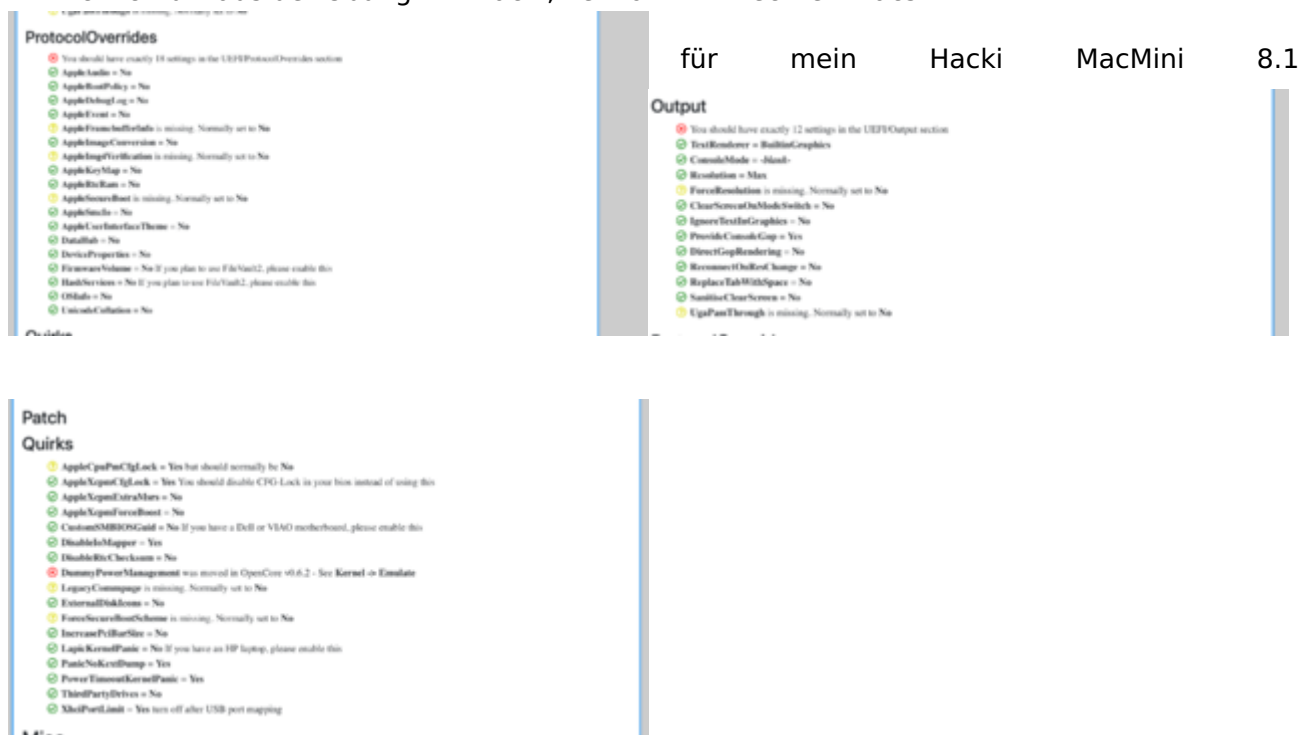 ProtocolOverrides
You should have exactly 18 settings in the UEFI/ProtocolOverrides section
AppleAudio = No
AppleBootPolicy = No
AppleDebugLog = No
AppleEvent = No
AppleFramebufferInfo is missing. Normally set to No
AppleImageConversion = No
AppleImg4Verification is missing. Normally set to No
AppleKeyMap = No
AppleRtcRam = No
AppleSecureBoot is missing. Normally set to No
AppleSmcIo = No
AppleUserInterfaceTheme = No
DataHub = No
DeviceProperties = No
FirmwareVolume = No If you plan to use FileVault2, please enable this
HashServices = No If you plan to use FileVault2, please enable this
OSInfo = No
UnicodeCollation = No
Quirks
für mein Hacki MacMini 8.1
Output
You should have exactly 12 settings in the UEFI/Output section
TextRenderer = BuiltinGraphics
ConsoleMode = -blank-
Resolution = Max
ForceResolution is missing. Normally set to No
ClearScreenOnModeSwitch = No
IgnoreTextInGraphics = No
ProvideConsoleGop = Yes
DirectGopRendering = No
ReconnectOnResChange = No
ReplaceTabWithSpace = No
SanitiseClearScreen = No
UgaPassThrough is missing. Normally set to No
Patch
Quirks
AppleCpuPmCfgLock = Yes but should normally be No
AppleXcpmCfgLock = Yes You should disable CFG-Lock in your bios instead of using this
AppleXcpmExtraMsrs = No
AppleXcpmForceBoost = No
CustomSMBIOSGuid = No If you have a Dell or VIAO motherboard, please enable this
DisableIoMapper = Yes
DisableRtcChecksum = No
DummyPowerManagement was moved in OpenCore v0.6.2 - See Kernel -> Emulate
LegacyCommpage is missing. Normally set to No
ExternalDiskIcons = No
ForceSecureBootScheme is missing. Normally set to No
IncreasePciBarSize = No
LapicKernelPanic = No If you have an HP laptop, please enable this
PanicNoKextDump = Yes
PowerTimeoutKernelPanic = Yes
ThirdPartyDrives = No
XhciPortLimit = Yes turn off after USB port mapping